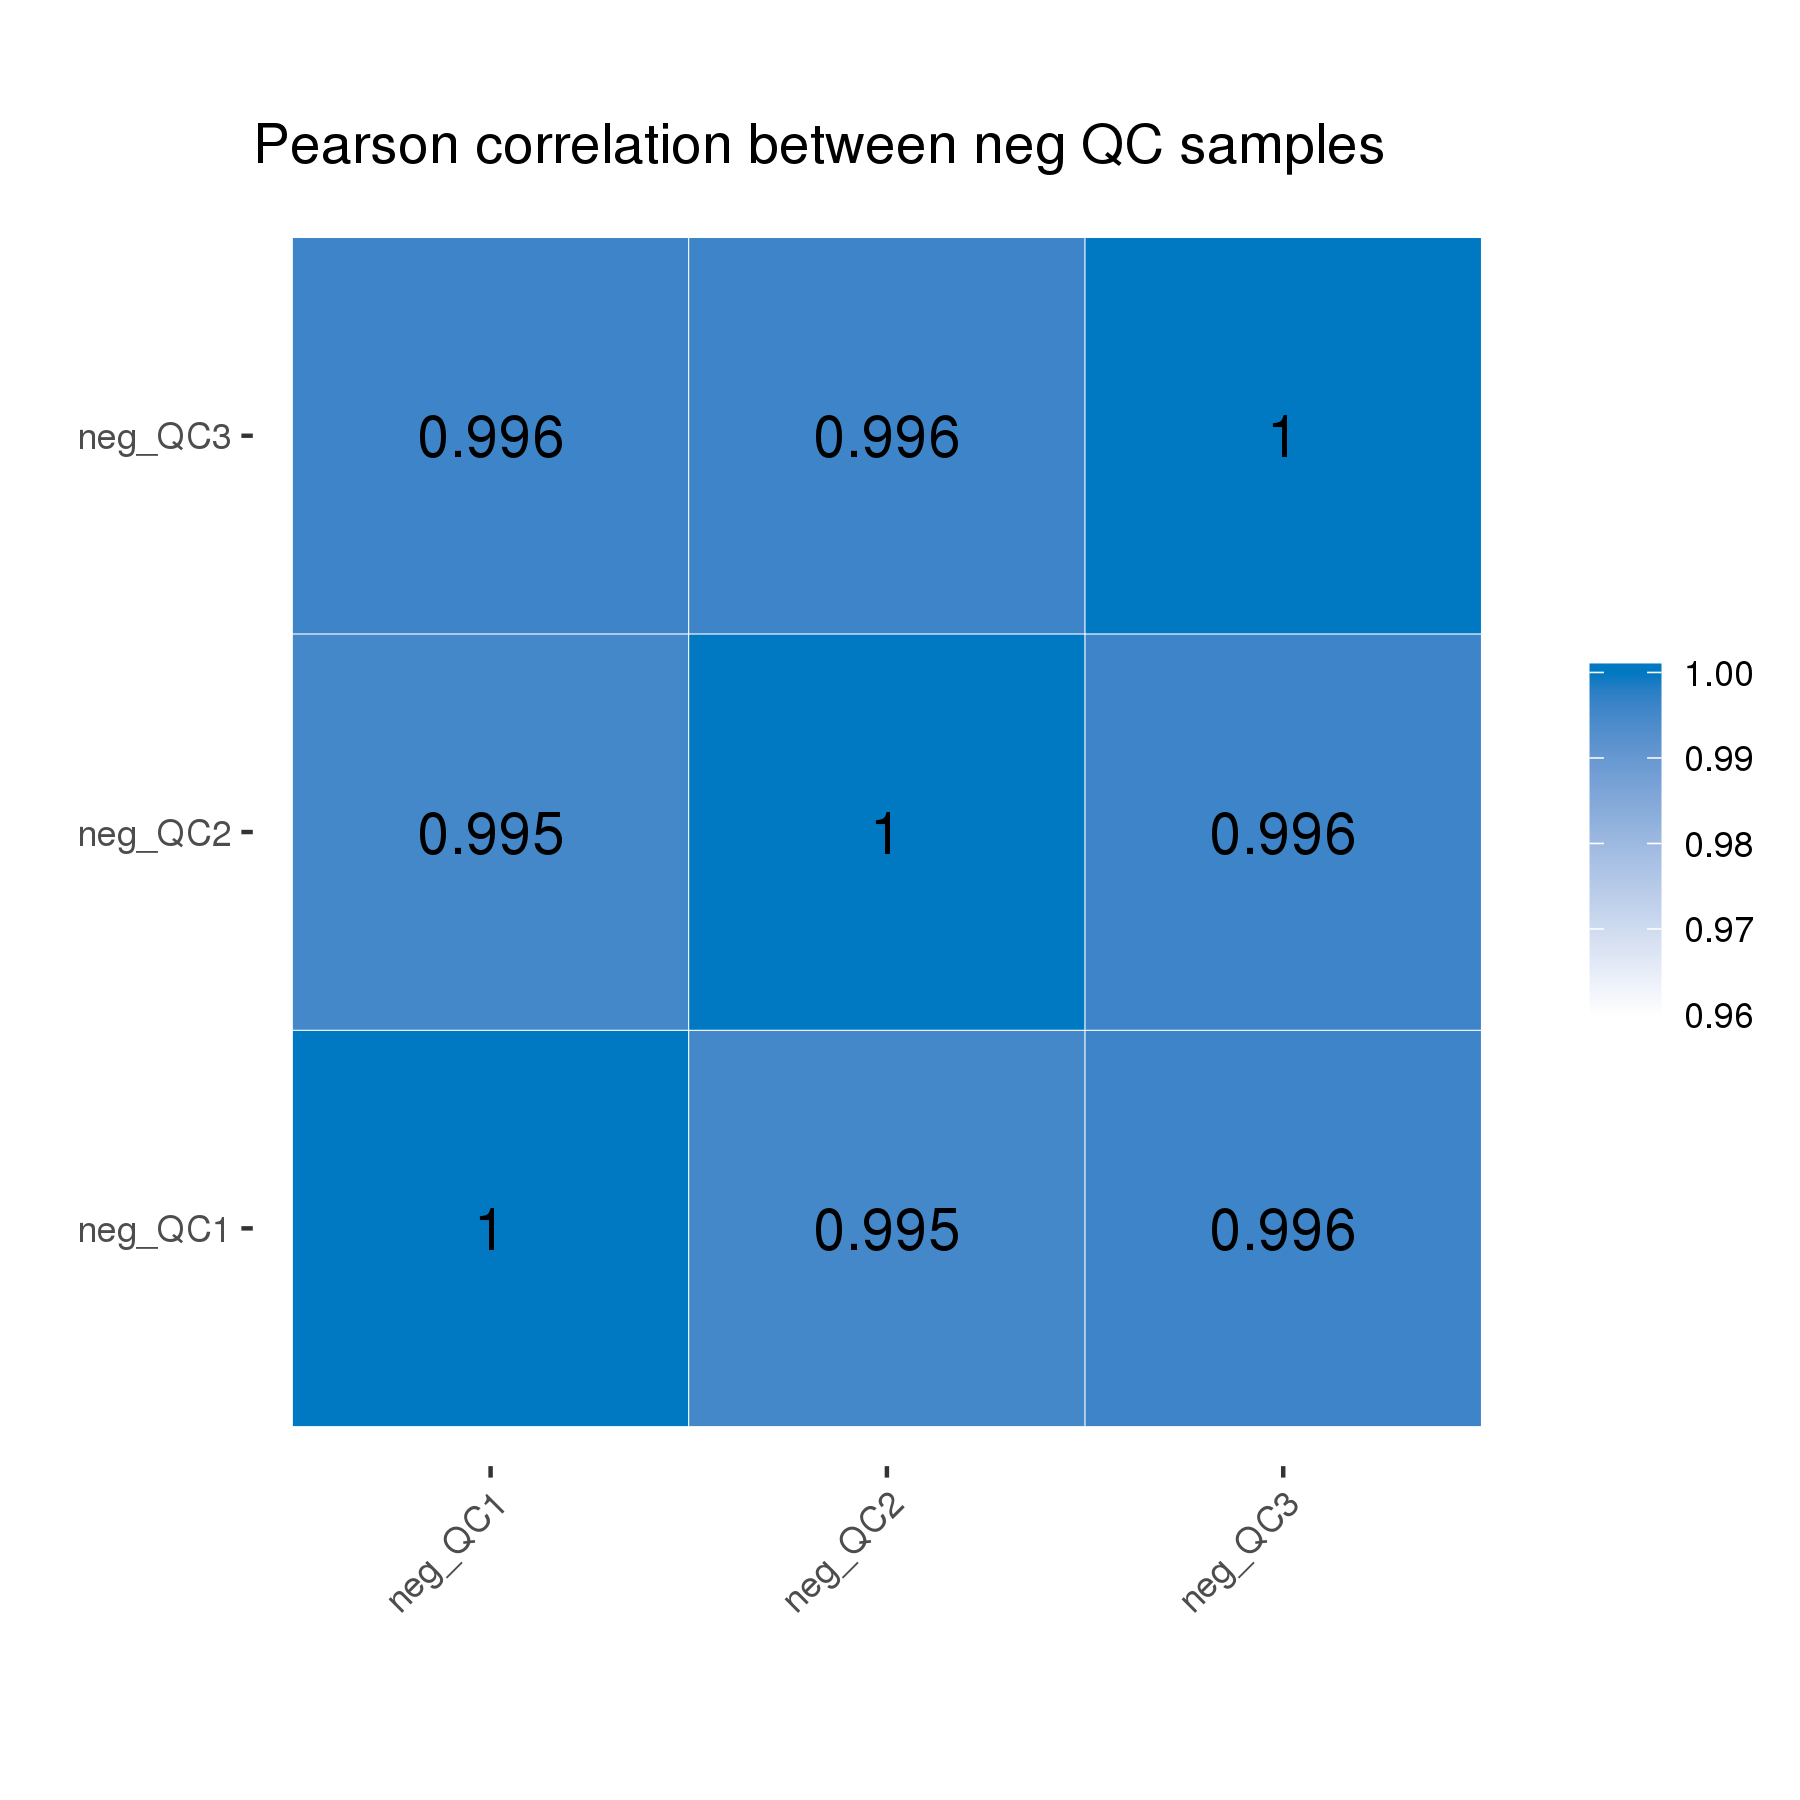 Pearson correlation between neg QC samples
neg_QC3
0.996 0.996 1
neg_QC2
0.995 1 0.996
neg_QC1
1 0.995 0.996
neg_QC1 neg_QC2 neg_QC3
1.00
0.99
0.98
0.97
0.96